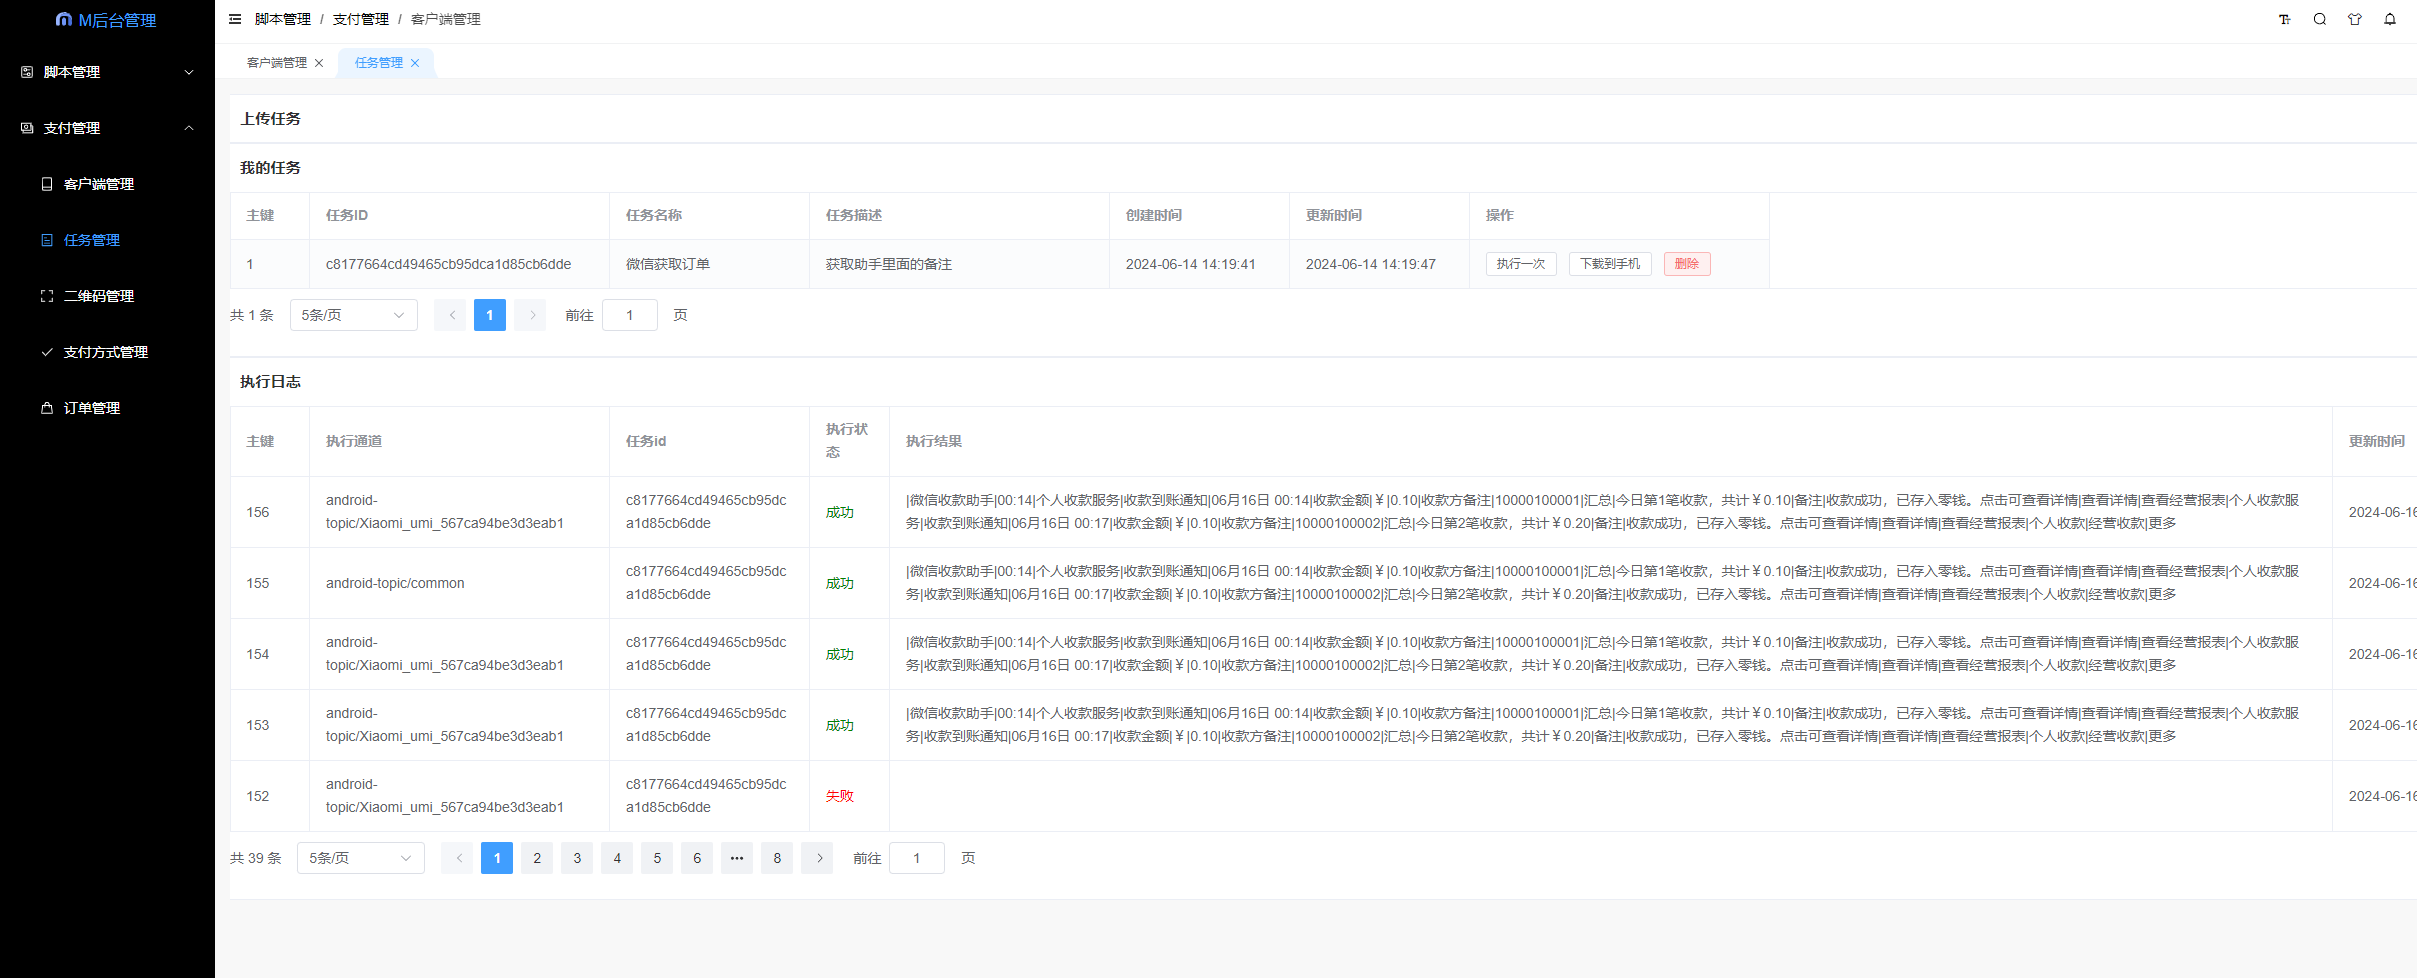 M后台管理
脚本管理 / 支付管理 / 客户端管理
客户端管理 任务管理
脚本管理
支付管理
客户端管理
任务管理
二维码管理
支付方式管理
订单管理
上传任务
我的任务
主键 任务ID 任务名称 任务描述 创建时间 更新时间 操作
1 c8177664cd49465cb95dca1d85cb6dde 微信获取订单 获取助手里面的备注 2024-06-14 14:19:41 2024-06-14 14:19:47 执行一次 下载到手机 删除
共 1 条 5条/页 1 前往 1 页
执行日志
主键 执行通道 任务id 执行状 执行结果 更新时间
态
156 android- c8177664cd49465cb95dc 成功 |微信收款助手|00:14|个人收款服务|收款到账通知|06月16日 00:14|收款金额|￥|0.10|收款方备注|10000100001|汇总|今日第1笔收款，共计￥0.10|备注|收款成功，已存入零钱。点击可查看详情|查看详情|查看经营报表|个人收款服 2024-06-16
topic/Xiaomi_umi_567ca94be3d3eab1 a1d85cb6dde 务|收款到账通知|06月16日 00:17|收款金额|￥|0.10|收款方备注|10000100002|汇总|今日第2笔收款，共计￥0.20|备注|收款成功，已存入零钱。点击可查看详情|查看详情|查看经营报表|个人收款|经营收款|更多
155 android-topic/common c8177664cd49465cb95dc 成功 |微信收款助手|00:14|个人收款服务|收款到账通知|06月16日 00:14|收款金额|￥|0.10|收款方备注|10000100001|汇总|今日第1笔收款，共计￥0.10|备注|收款成功，已存入零钱。点击可查看详情|查看详情|查看经营报表|个人收款服 2024-06-16
a1d85cb6dde 务|收款到账通知|06月16日 00:17|收款金额|￥|0.10|收款方备注|10000100002|汇总|今日第2笔收款，共计￥0.20|备注|收款成功，已存入零钱。点击可查看详情|查看详情|查看经营报表|个人收款|经营收款|更多
154 android- c8177664cd49465cb95dc 成功 |微信收款助手|00:14|个人收款服务|收款到账通知|06月16日 00:14|收款金额|￥|0.10|收款方备注|10000100001|汇总|今日第1笔收款，共计￥0.10|备注|收款成功，已存入零钱。点击可查看详情|查看详情|查看经营报表|个人收款服 2024-06-16
topic/Xiaomi_umi_567ca94be3d3eab1 a1d85cb6dde 务|收款到账通知|06月16日 00:17|收款金额|￥|0.10|收款方备注|10000100002|汇总|今日第2笔收款，共计￥0.20|备注|收款成功，已存入零钱。点击可查看详情|查看详情|查看经营报表|个人收款|经营收款|更多
153 android- c8177664cd49465cb95dc 成功 |微信收款助手|00:14|个人收款服务|收款到账通知|06月16日 00:14|收款金额|￥|0.10|收款方备注|10000100001|汇总|今日第1笔收款，共计￥0.10|备注|收款成功，已存入零钱。点击可查看详情|查看详情|查看经营报表|个人收款服 2024-06-16
topic/Xiaomi_umi_567ca94be3d3eab1 a1d85cb6dde 务|收款到账通知|06月16日 00:17|收款金额|￥|0.10|收款方备注|10000100002|汇总|今日第2笔收款，共计￥0.20|备注|收款成功，已存入零钱。点击可查看详情|查看详情|查看经营报表|个人收款|经营收款|更多
152 android- c8177664cd49465cb95dc 失败 2024-06-16
topic/Xiaomi_umi_567ca94be3d3eab1 a1d85cb6dde
共 39 条 5条/页 1 2 3 4 5 6 ••• 8 前往 1 页